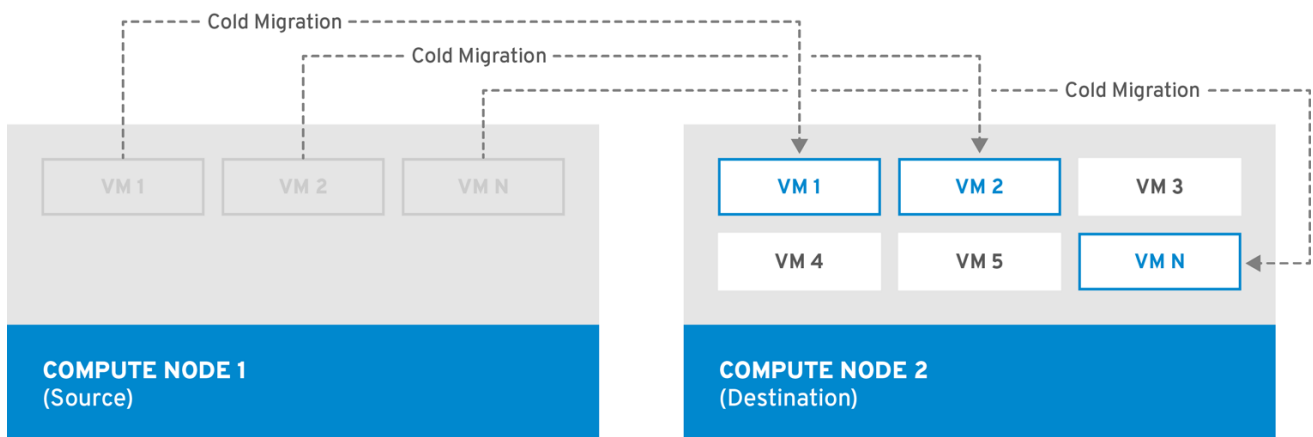 Cold Migration
Cold Migration
Cold Migration
VM 1
VM 2
VM N
VM 1
VM 2
VM 3
VM 4
VM 5
VM N
COMPUTE NODE 1
(Source)
COMPUTE NODE 2
(Destination)